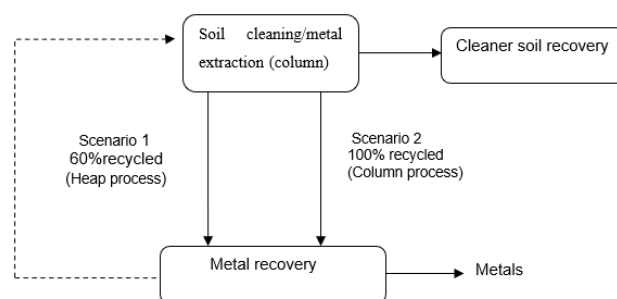 Soil cleaning/metal
extraction (column)
Cleaner soil recovery
Scenario 1
60%recycled
(Heap process)
Scenario 2
100% recycled
(Column process)
Metal recovery
Metals